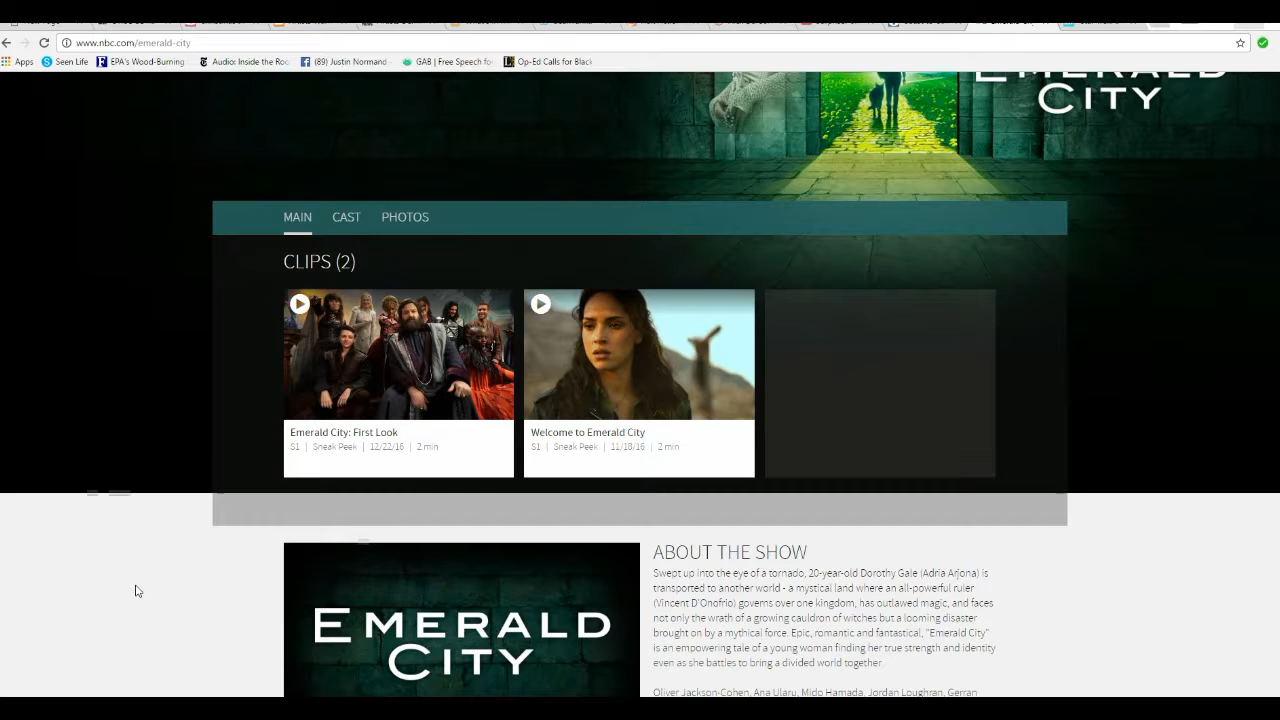 www.nbc.com/emerald-city
Apps Seen Life EPA's Wood-Burning Audio: Inside the Roo (89) Justin Normand GAB | Free Speech fo Op-Ed Calls for Black
CITY
MAIN CAST PHOTOS
CLIPS (2)
Emerald City: First Look
S1 | Sneak Peek | 12/22/16 | 2 min
Welcome to Emerald City
S1 | Sneak Peek | 11/18/16 | 2 min
EMERALD
CITY
ABOUT THE SHOW
Swept up into the eye of a tornado, 20-year-old Dorothy Gale (Adria Arjona) is
transported to another world - a mystical land where an all-powerful ruler
(Vincent D'Onofrio) governs over one kingdom, has outlawed magic, and faces
not only the wrath of a growing cauldron of witches but a looming disaster
brought on by a mythical force. Epic, romantic and fantastical, "Emerald City"
is an empowering tale of a young woman finding her true strength and identity
even as she battles to bring a divided world together.
Oliver Jackson-Cohen, Ana Ularu, Mido Hamada, Jordan Loughran, Gerran